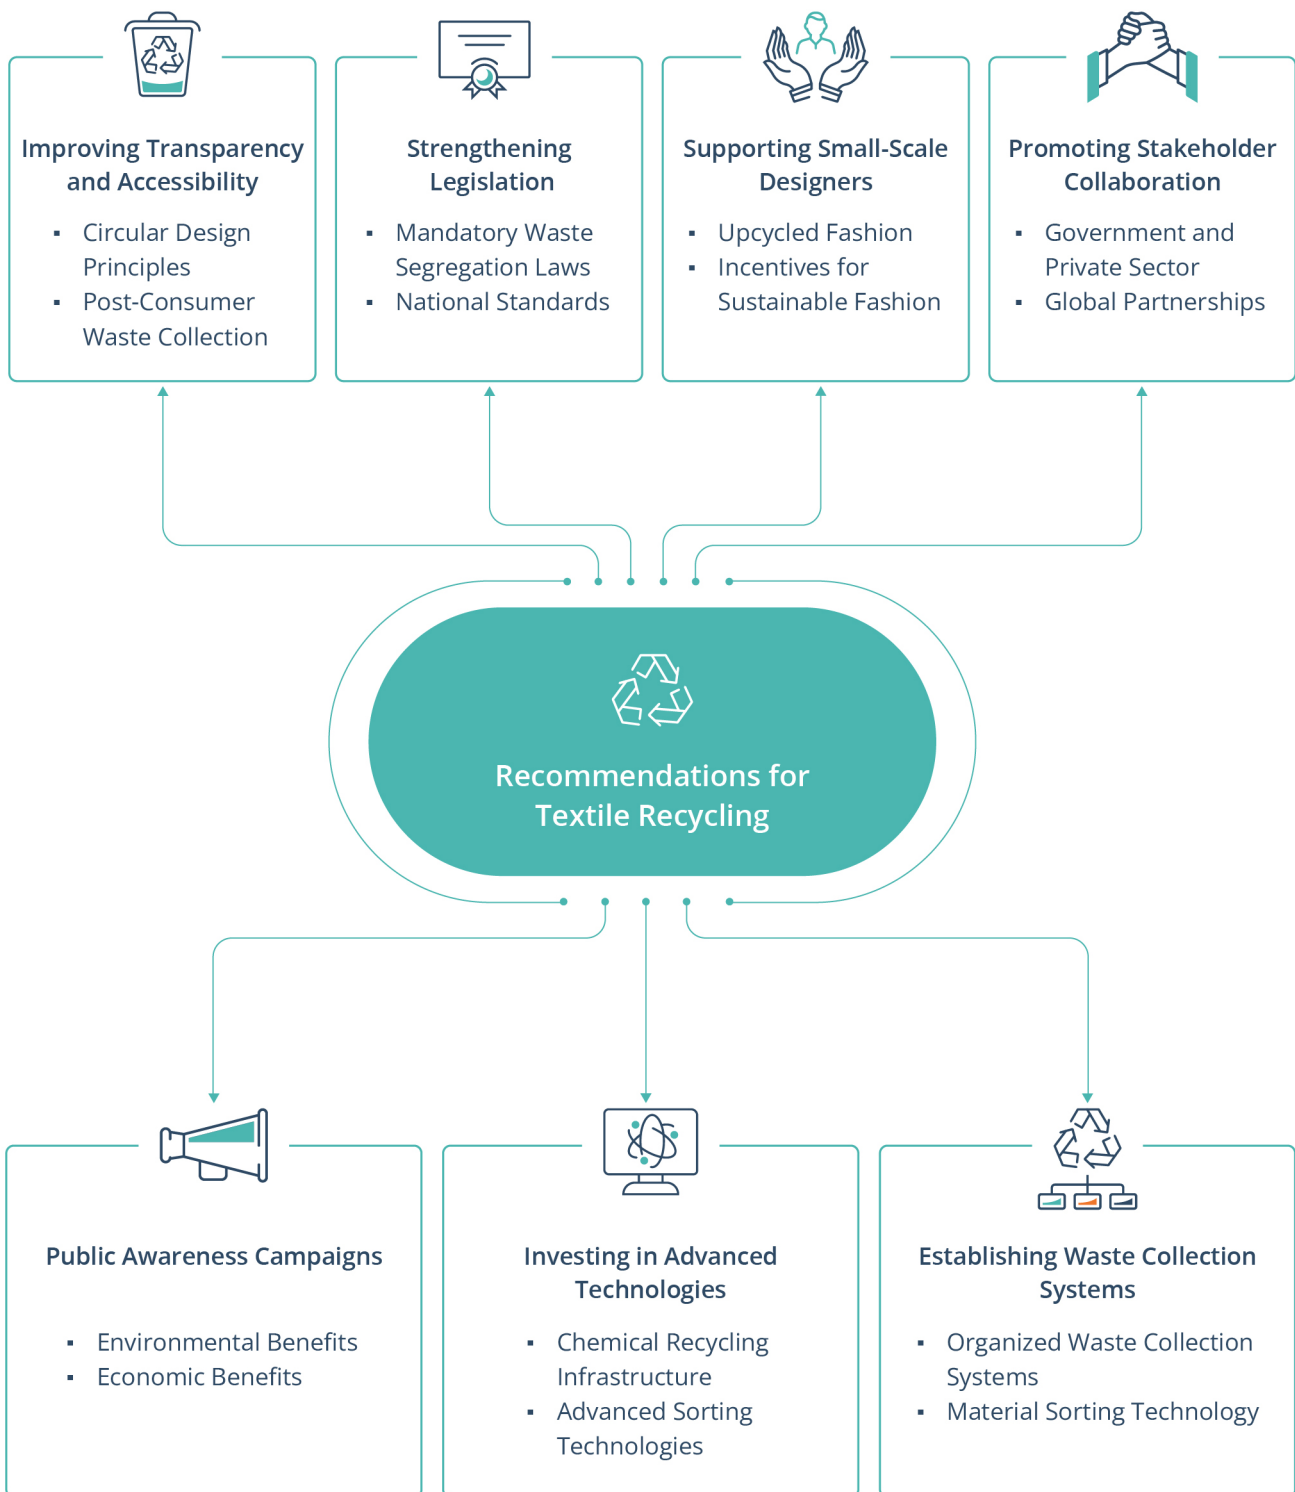 Improving Transparency
and Accessibility
▪ Circular Design
Principles
▪ Post-Consumer
Waste Collection
Strengthening
Legislation
▪ Mandatory Waste
Segregation Laws
▪ National Standards
Supporting Small-Scale
Designers
▪ Upcycled Fashion
▪ Incentives for
Sustainable Fashion
Promoting Stakeholder
Collaboration
▪ Government and
Private Sector
▪ Global Partnerships
Recommendations for
Textile Recycling
Public Awareness Campaigns
▪ Environmental Benefits
▪ Economic Benefits
Investing in Advanced
Technologies
▪ Chemical Recycling
Infrastructure
▪ Advanced Sorting
Technologies
Establishing Waste Collection
Systems
▪ Organized Waste Collection
Systems
▪ Material Sorting Technology